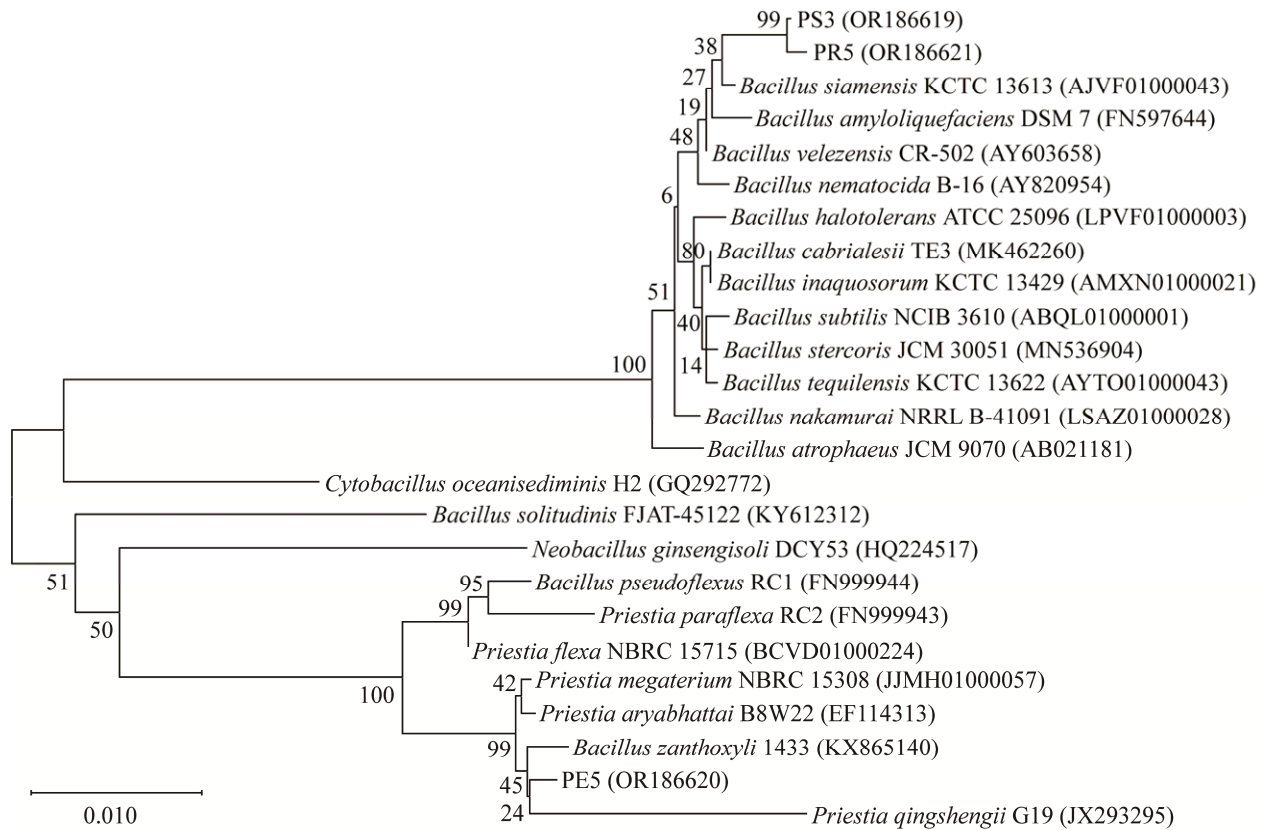 99 PS3 (OR186619)
PR5 (OR186621)
38
Bacillus siamensis KCTC 13613 (AJVF01000043)
27
Bacillus amyloliquefaciens DSM 7 (FN597644)
19
Bacillus velezensis CR-502 (AY603658)
48
Bacillus nematocida B-16 (AY820954)
6
Bacillus halotolerans ATCC 25096 (LPVF01000003)
80 Bacillus cabrialesii TE3 (MK462260)
Bacillus inaquosorum KCTC 13429 (AMXN01000021)
51
Bacillus subtilis NCIB 3610 (ABQL01000001)
40
Bacillus stercoris JCM 30051 (MN536904)
14
Bacillus tequilensis KCTC 13622 (AYTO01000043)
100
Bacillus nakamurai NRRL B-41091 (LSAZ01000028)
Bacillus atrophaeus JCM 9070 (AB021181)
Cytobacillus oceanisediminis H2 (GQ292772)
Bacillus solitudinis FJAT-45122 (KY612312)
Neobacillus ginsengisoli DCY53 (HQ224517)
51
95 Bacillus pseudoflexus RC1 (FN999944)
99
Priestia paraflexa RC2 (FN999943)
50
Priestia flexa NBRC 15715 (BCVD01000224)
42 Priestia megaterium NBRC 15308 (JJMH01000057)
100
Priestia aryabhattai B8W22 (EF114313)
99 Bacillus zanthoxyli 1433 (KX865140)
45 PE5 (OR186620)
24 Priestia qingshengii G19 (JX293295)
0.010